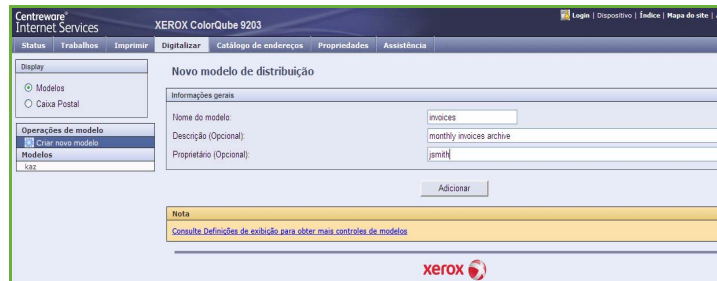 Centreware®
Internet Services
XEROX ColorQube 9203
Login | Dispositivo | Índice | Mapa do site |
Status Trabalhos Imprimir Digitalizar Catálogo de endereços Propriedades Assistência
Display
Modelos
Caixa Postal
Operações de modelo
Criar novo modelo
Modelos
kaz
Novo modelo de distribuição
Informações gerais
Nome do modelo: invoices
Descrição (Opcional): monthly invoices archive
Proprietário (Opcional): jsmith
Adicionar
Nota
Consulte Definições de exibição para obter mais controles de modelos
xerox